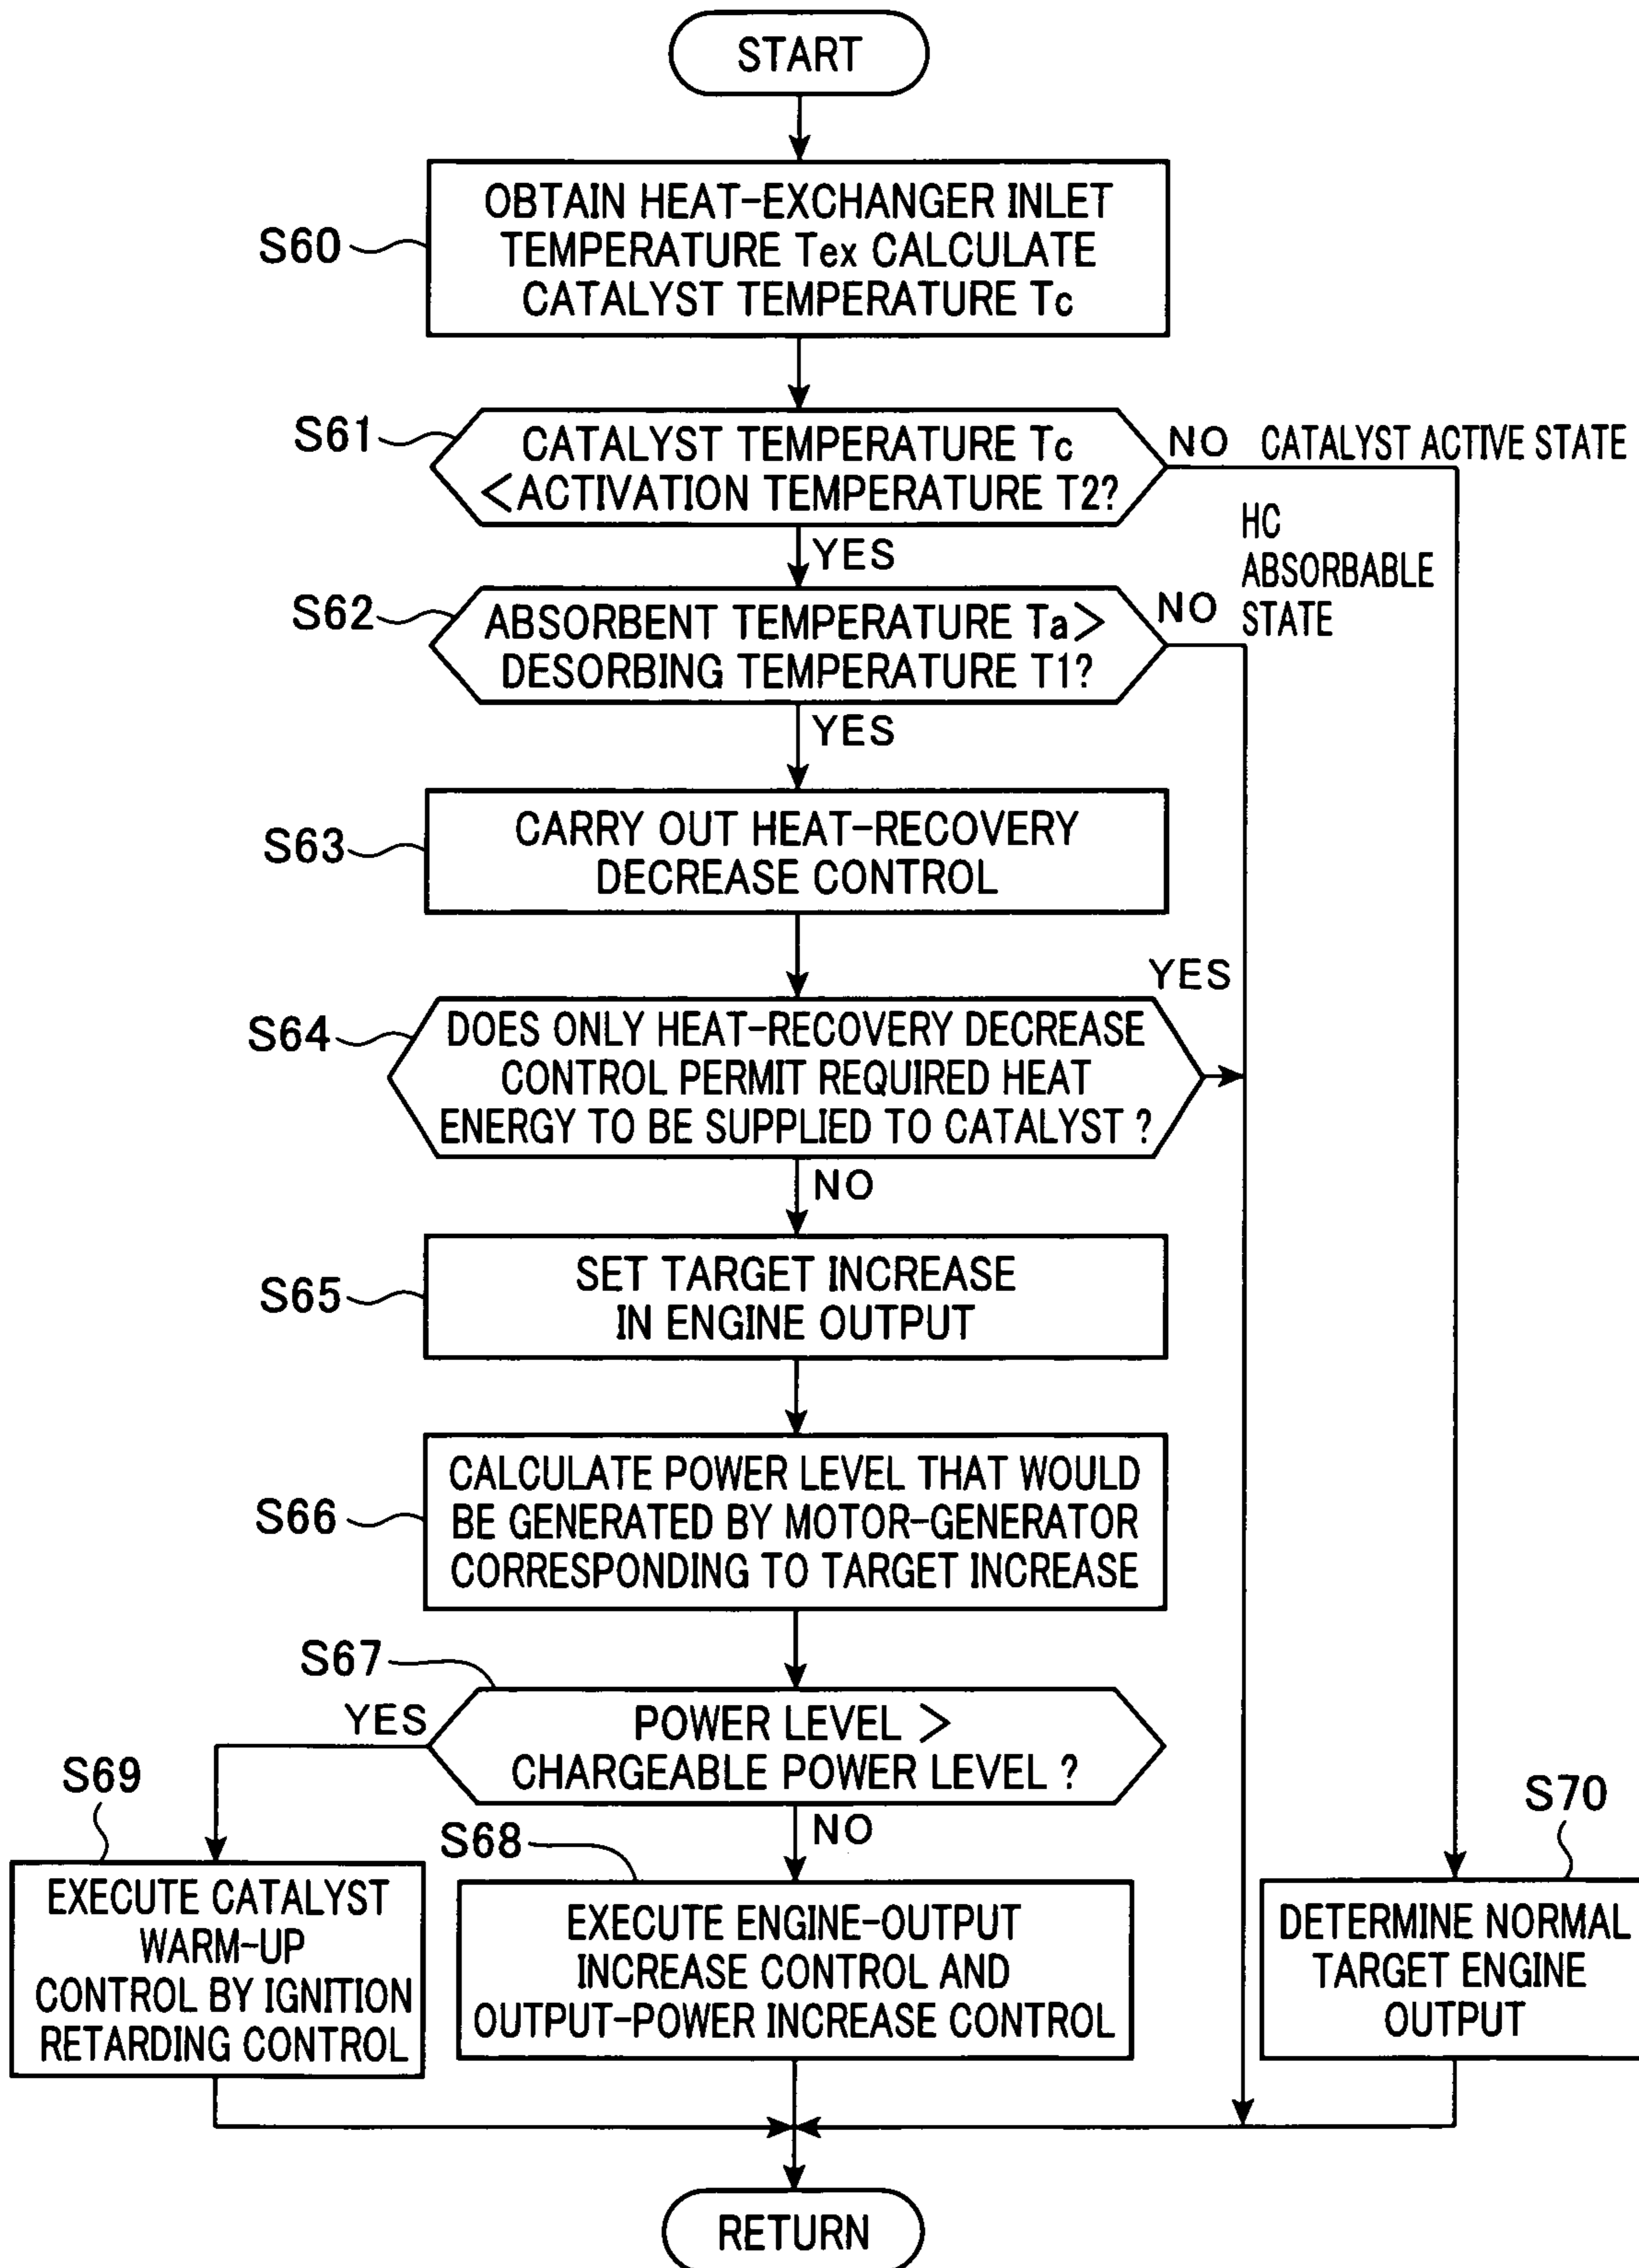 START
S60
OBTAIN HEAT-EXCHANGER INLET
TEMPERATURE Tex CALCULATE
CATALYST TEMPERATURE Tc
S61
CATALYST TEMPERATURE Tc
<ACTIVATION TEMPERATURE T2?
NO CATALYST ACTIVE STATE
YES
HC
ABSORBABLE
STATE
S62
ABSORBENT TEMPERATURE Ta>
DESORBING TEMPERATURE T1?
NO
YES
S63
CARRY OUT HEAT-RECOVERY
DECREASE CONTROL
YES
S64
DOES ONLY HEAT-RECOVERY DECREASE
CONTROL PERMIT REQUIRED HEAT
ENERGY TO BE SUPPLIED TO CATALYST ?
NO
S65
SET TARGET INCREASE
IN ENGINE OUTPUT
S66
CALCULATE POWER LEVEL THAT WOULD
BE GENERATED BY MOTOR-GENERATOR
CORRESPONDING TO TARGET INCREASE
S67
YES
POWER LEVEL >
CHARGEABLE POWER LEVEL ?
NO
S69
EXECUTE CATALYST
WARM-UP
CONTROL BY IGNITION
RETARDING CONTROL
S68
EXECUTE ENGINE-OUTPUT
INCREASE CONTROL AND
OUTPUT-POWER INCREASE CONTROL
S70
DETERMINE NORMAL
TARGET ENGINE
OUTPUT
RETURN